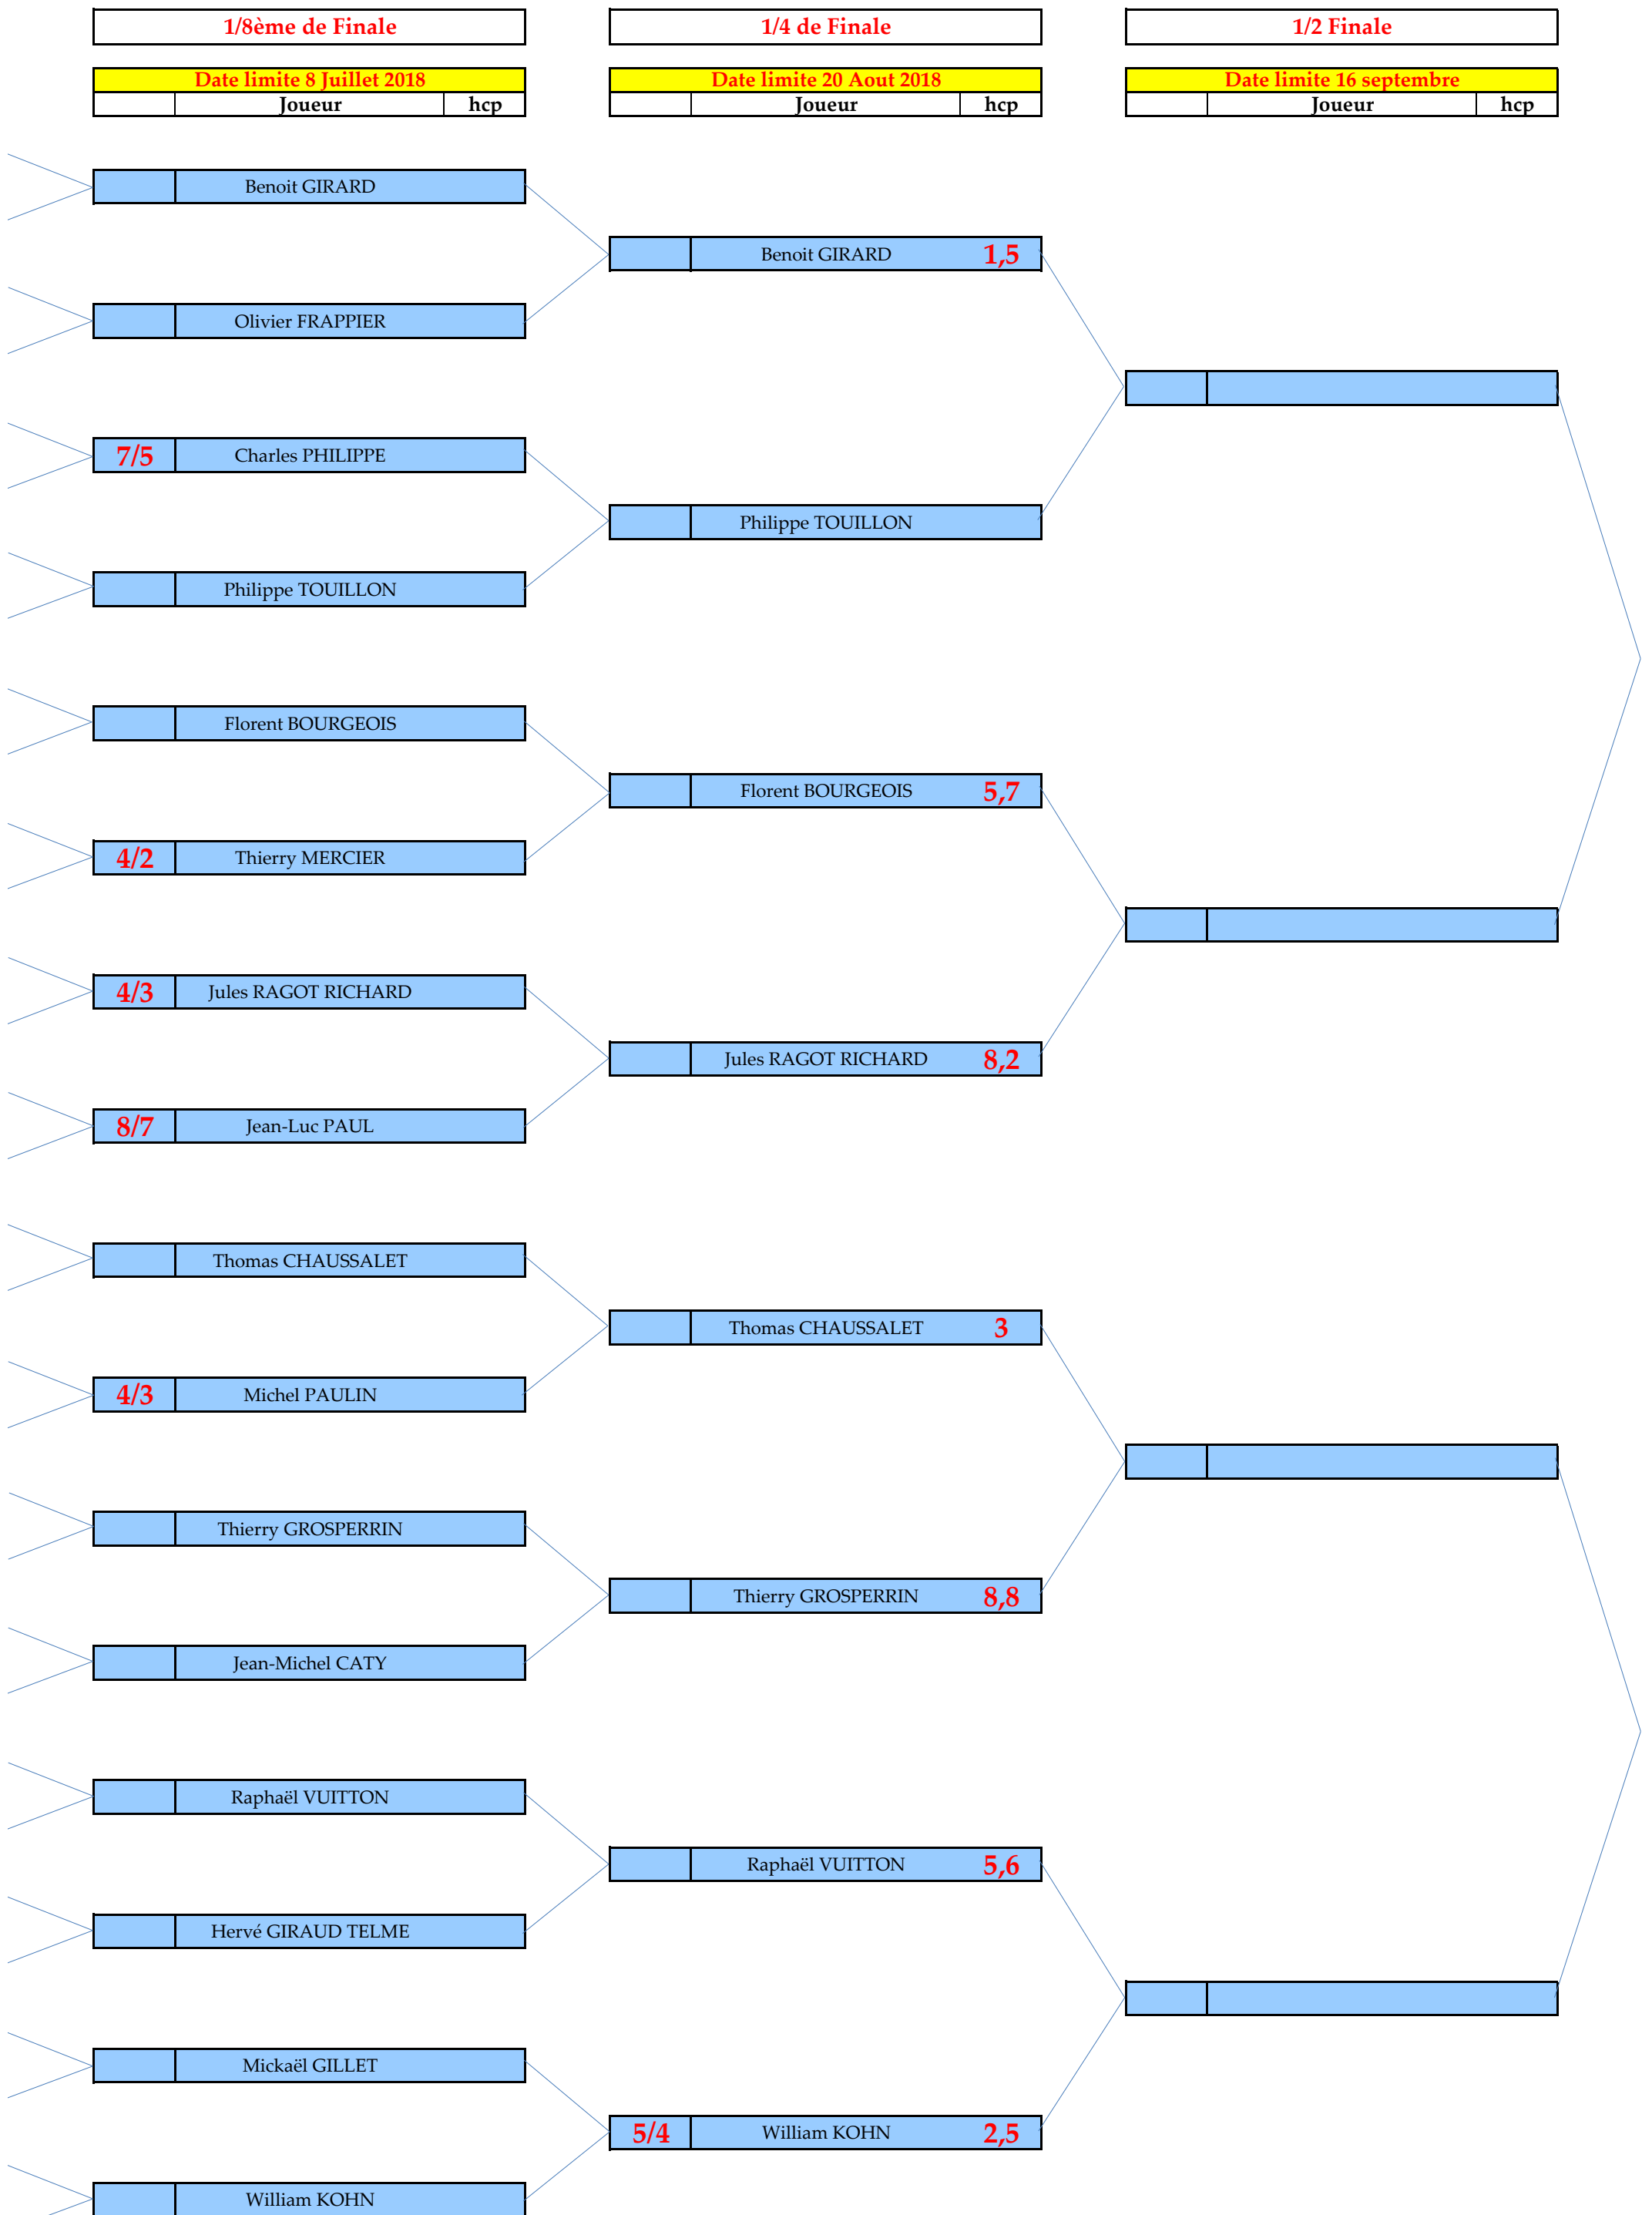 1/8ème de Finale
1/4 de Finale
1/2 Finale
Date limite 8 Juillet 2018
Date limite 20 Aout 2018
Date limite 16 septembre
Joueur hcp
Joueur hcp
Joueur hcp
Benoit GIRARD
Benoit GIRARD 1,5
Olivier FRAPPIER
7/5 Charles PHILIPPE
Philippe TOUILLON
Philippe TOUILLON
Florent BOURGEOIS
Florent BOURGEOIS 5,7
4/2 Thierry MERCIER
4/3 Jules RAGOT RICHARD
Jules RAGOT RICHARD 8,2
8/7 Jean-Luc PAUL
Thomas CHAUSSALET
Thomas CHAUSSALET 3
4/3 Michel PAULIN
Thierry GROSPERRIN
Thierry GROSPERRIN 8,8
Jean-Michel CATY
Raphaël VUITTON
Raphaël VUITTON 5,6
Hervé GIRAUD TELME
Mickaël GILLET
5/4 William KOHN 2,5
William KOHN